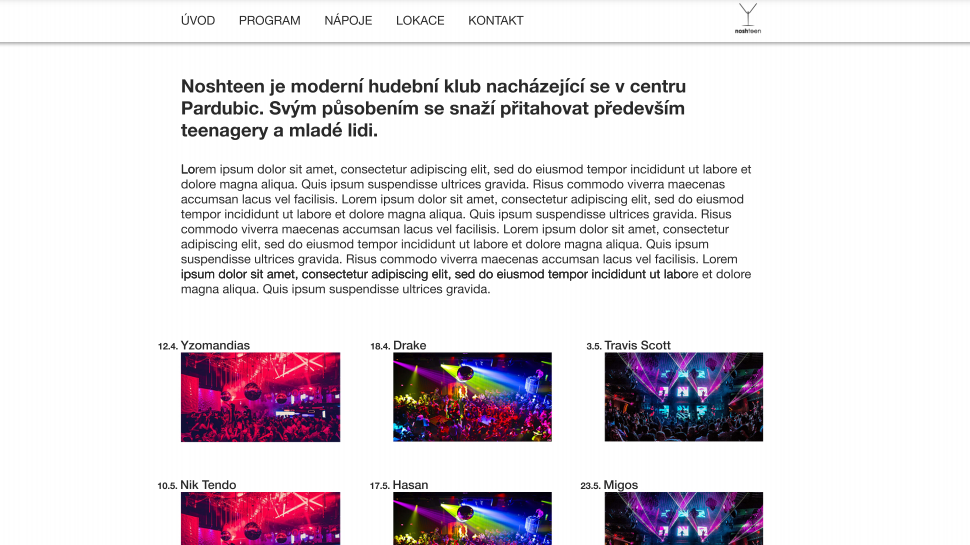 ÚVOD PROGRAM NÁPOJE LOKACE KONTAKT
noshteen
Noshteen je moderní hudební klub nacházející se v centru
Pardubic. Svým působením se snaží přitahovat především
teenagery a mladé lidi.
Lorem ipsum dolor sit amet, consectetur adipiscing elit, sed do eiusmod tempor incididunt ut labore et
dolore magna aliqua. Quis ipsum suspendisse ultrices gravida. Risus commodo viverra maecenas
accumsan lacus vel facilisis. Lorem ipsum dolor sit amet, consectetur adipiscing elit, sed do eiusmod
tempor incididunt ut labore et dolore magna aliqua. Quis ipsum suspendisse ultrices gravida. Risus
commodo viverra maecenas accumsan lacus vel facilisis. Lorem ipsum dolor sit amet, consectetur
adipiscing elit, sed do eiusmod tempor incididunt ut labore et dolore magna aliqua. Quis ipsum
suspendisse ultrices gravida. Risus commodo viverra maecenas accumsan lacus vel facilisis. Lorem
ipsum dolor sit amet, consectetur adipiscing elit, sed do eiusmod tempor incididunt ut labore et dolore
magna aliqua. Quis ipsum suspendisse ultrices gravida.
12.4. Yzomandias
18.4. Drake
3.5. Travis Scott
10.5. Nik Tendo
17.5. Hasan
23.5. Migos